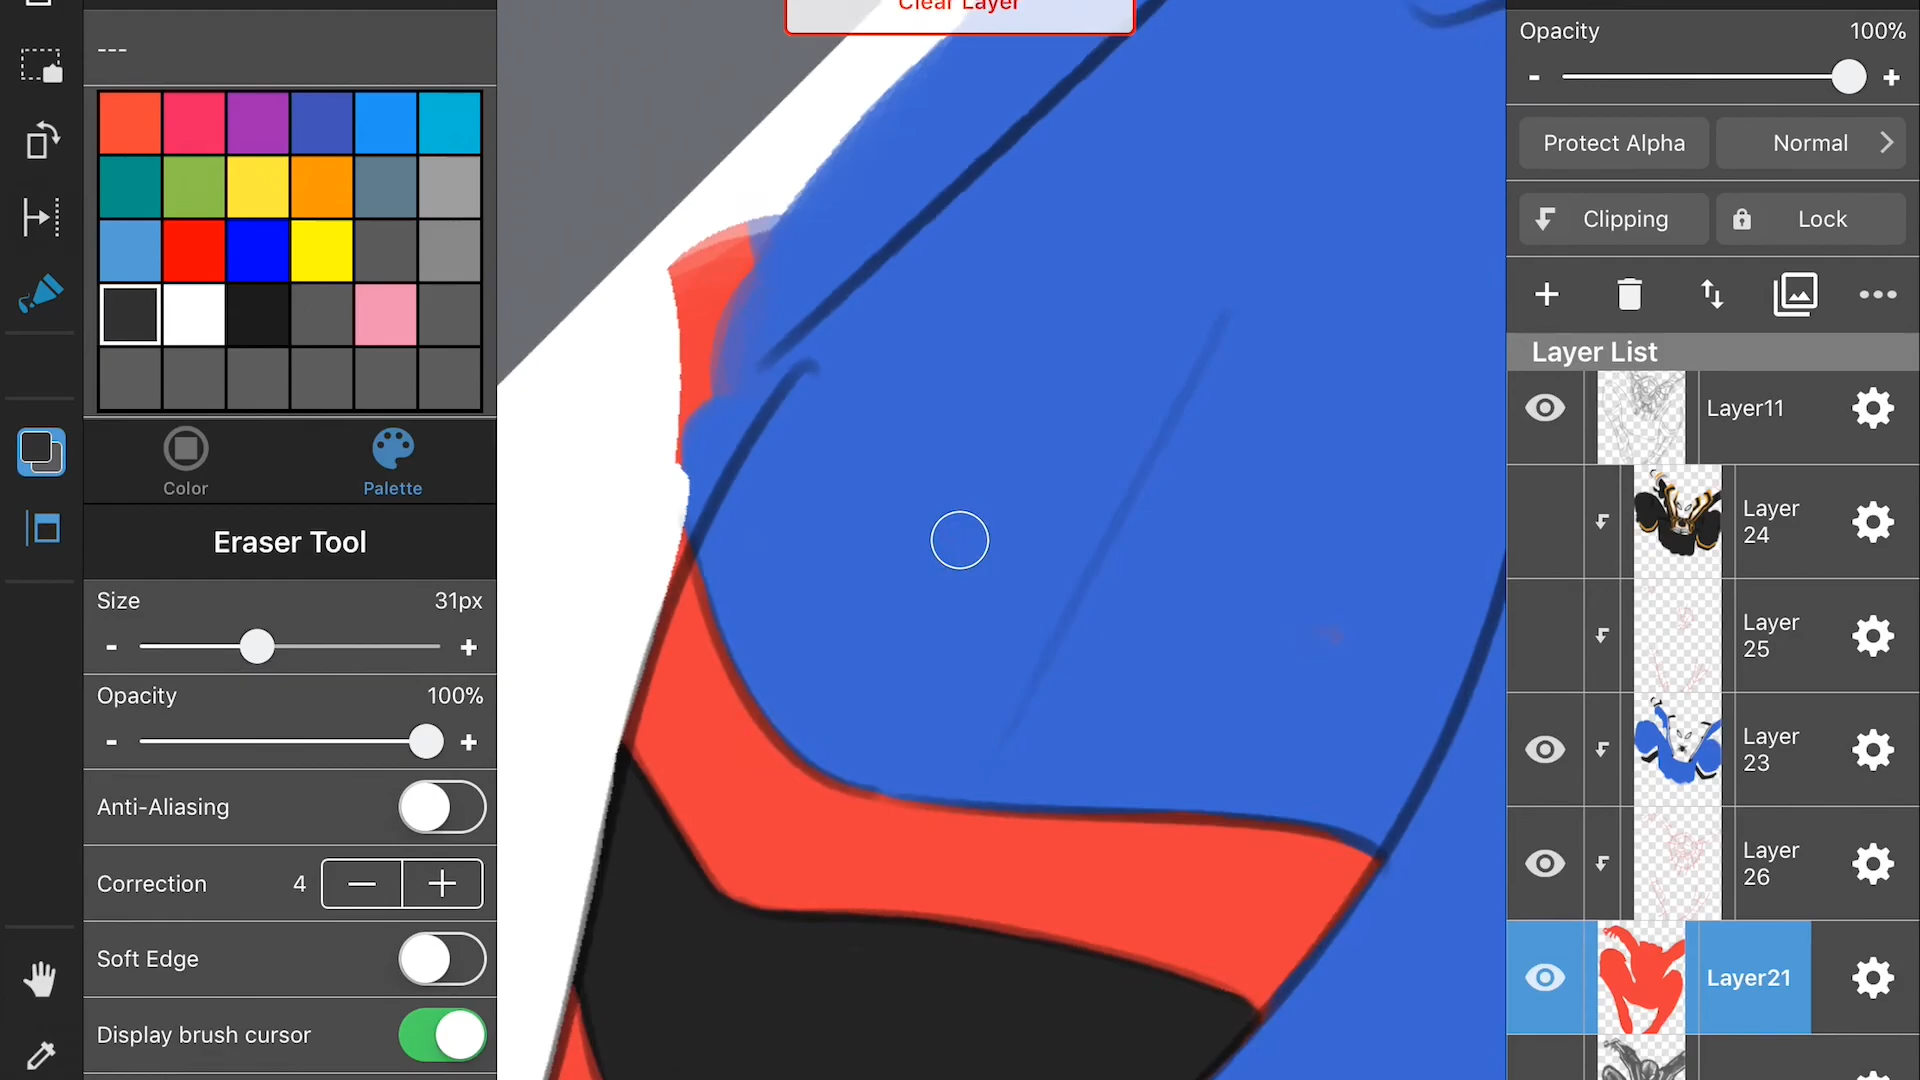 Clear Layer
---
Color
Palette
Eraser Tool
Size 31px
- +
Opacity 100%
- +
Anti-Aliasing
Correction 4
Soft Edge
Display brush cursor
Opacity 100%
- +
Protect Alpha
Normal
Clipping
Lock
Layer List
Layer11
Layer
24
Layer
25
Layer
23
Layer
26
Layer21